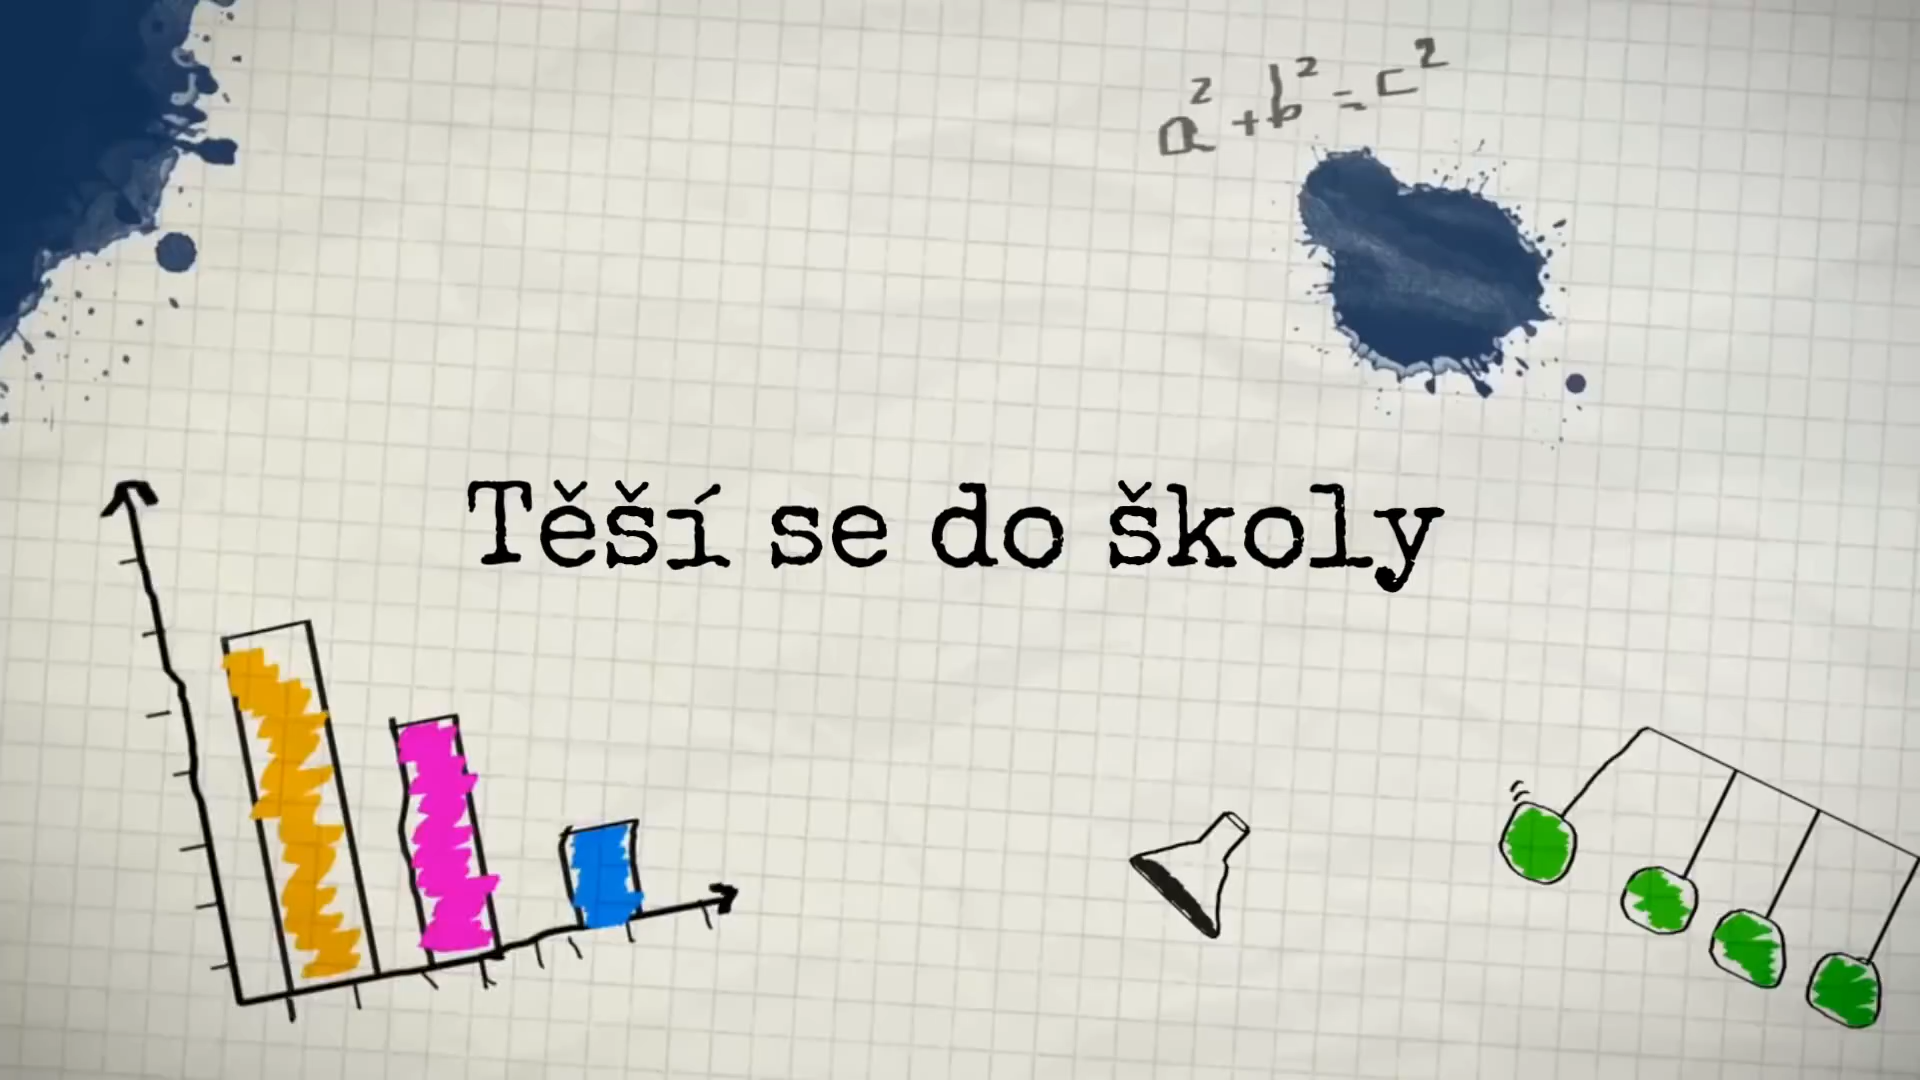 a² + b² = c²
Těší se do školy